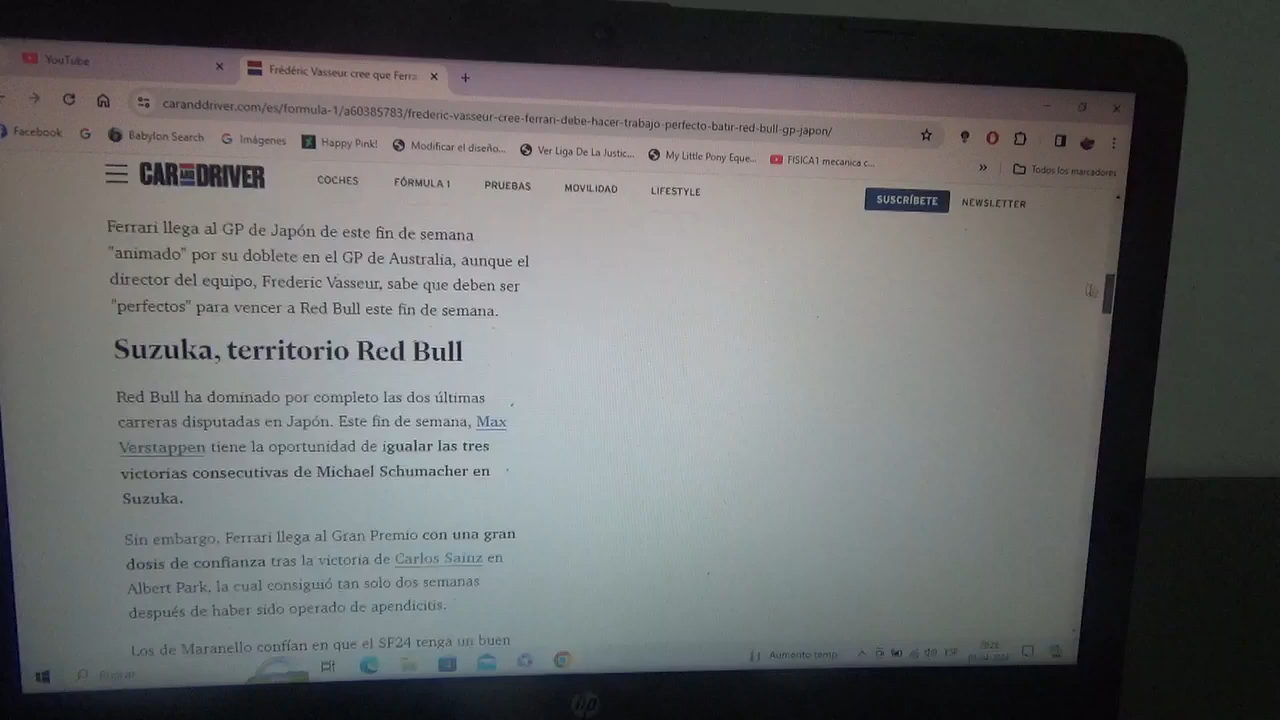 YouTube
Frédéric Vasseur cree que Ferra
caranddriver.com/es/formula-1/a60385783/frederic-vasseur-cree-ferrari-debe-hacer-trabajo-perfecto-batir-red-bull-gp-japon/
Facebook
Babylon Search
Imágenes
Happy Pink!
Modificar el diseño...
Ver Liga De La Justic...
My Little Pony Eque...
FISICA1 mecanica c...
»
Todos los marcadores
CAR AND DRIVER
COCHES
FÓRMULA 1
PRUEBAS
MOVILIDAD
LIFESTYLE
SUSCRÍBETE
NEWSLETTER
Ferrari llega al GP de Japón de este fin de semana
"animado" por su doblete en el GP de Australia, aunque el
director del equipo, Frederic Vasseur, sabe que deben ser
"perfectos" para vencer a Red Bull este fin de semana.
Suzuka, territorio Red Bull
Red Bull ha dominado por completo las dos últimas
carreras disputadas en Japón. Este fin de semana, Max
Verstappen tiene la oportunidad de igualar las tres
victorias consecutivas de Michael Schumacher en
Suzuka.
Sin embargo, Ferrari llega al Gran Premio con una gran
dosis de confianza tras la victoria de Carlos Sainz en
Albert Park, la cual consiguió tan solo dos semanas
después de haber sido operado de apendicitis.
Los de Maranello confían en que el SF24 tenga un buen
Buscar
Aumento temp.
ESP
hp